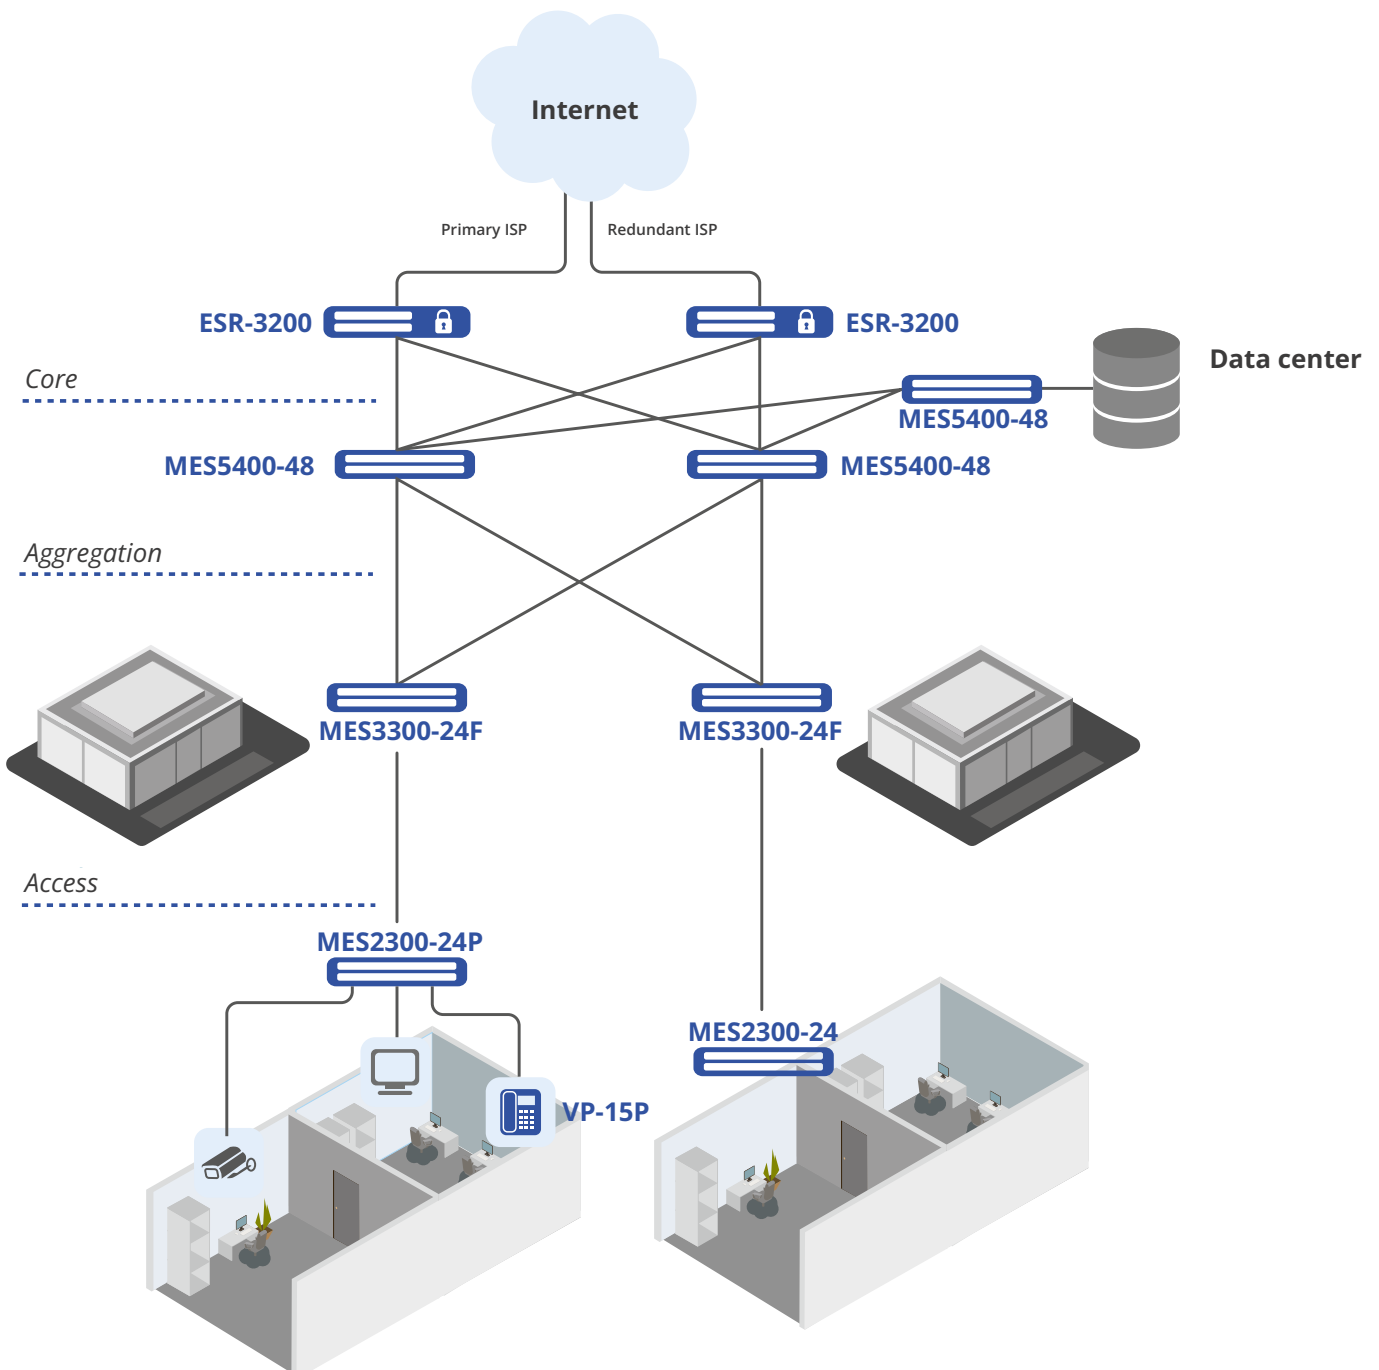 Internet
Primary ISP
Redundant ISP
ESR-3200
ESR-3200
Data center
Core
MES5400-48
MES5400-48
MES5400-48
Aggregation
MES3300-24F
MES3300-24F
Access
MES2300-24P
MES2300-24
VP-15P